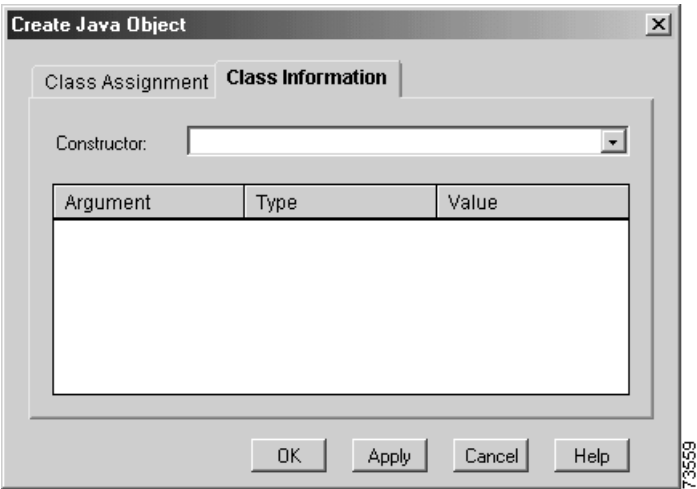 Create Java Object
Class Assignment Class Information
Constructor:
Argument Type Value
OK Apply Cancel Help
73559